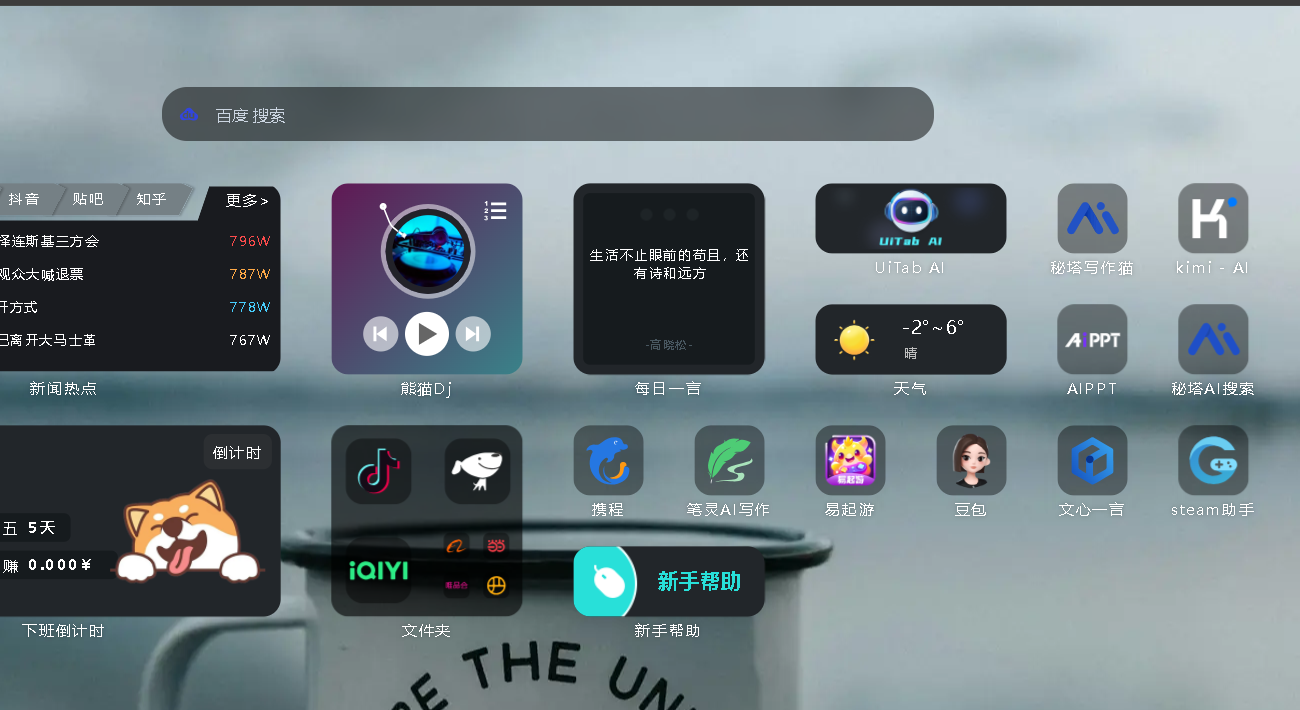 百度 搜索
抖音
贴吧
知乎
更多>
泽连斯基三方会 796W
观众大喊退票 787W
开方式 778W
已离开大马士革 767W
新闻热点
1
2
3
熊猫Dj
生活不止眼前的苟且，还
有诗和远方
-高晓松-
每日一言
UiTab AI
UiTab AI
秘塔写作猫
kimi - AI
-2°~6°
晴
天气
AiPPT
AIPPT
秘塔AI搜索
倒计时
五 5天
赚 0.000¥
下班倒计时
iQIYI
唯品会
文件夹
携程
笔灵AI写作
易起游
易起游
豆包
文心一言
steam助手
新手帮助
新手帮助
THE UN